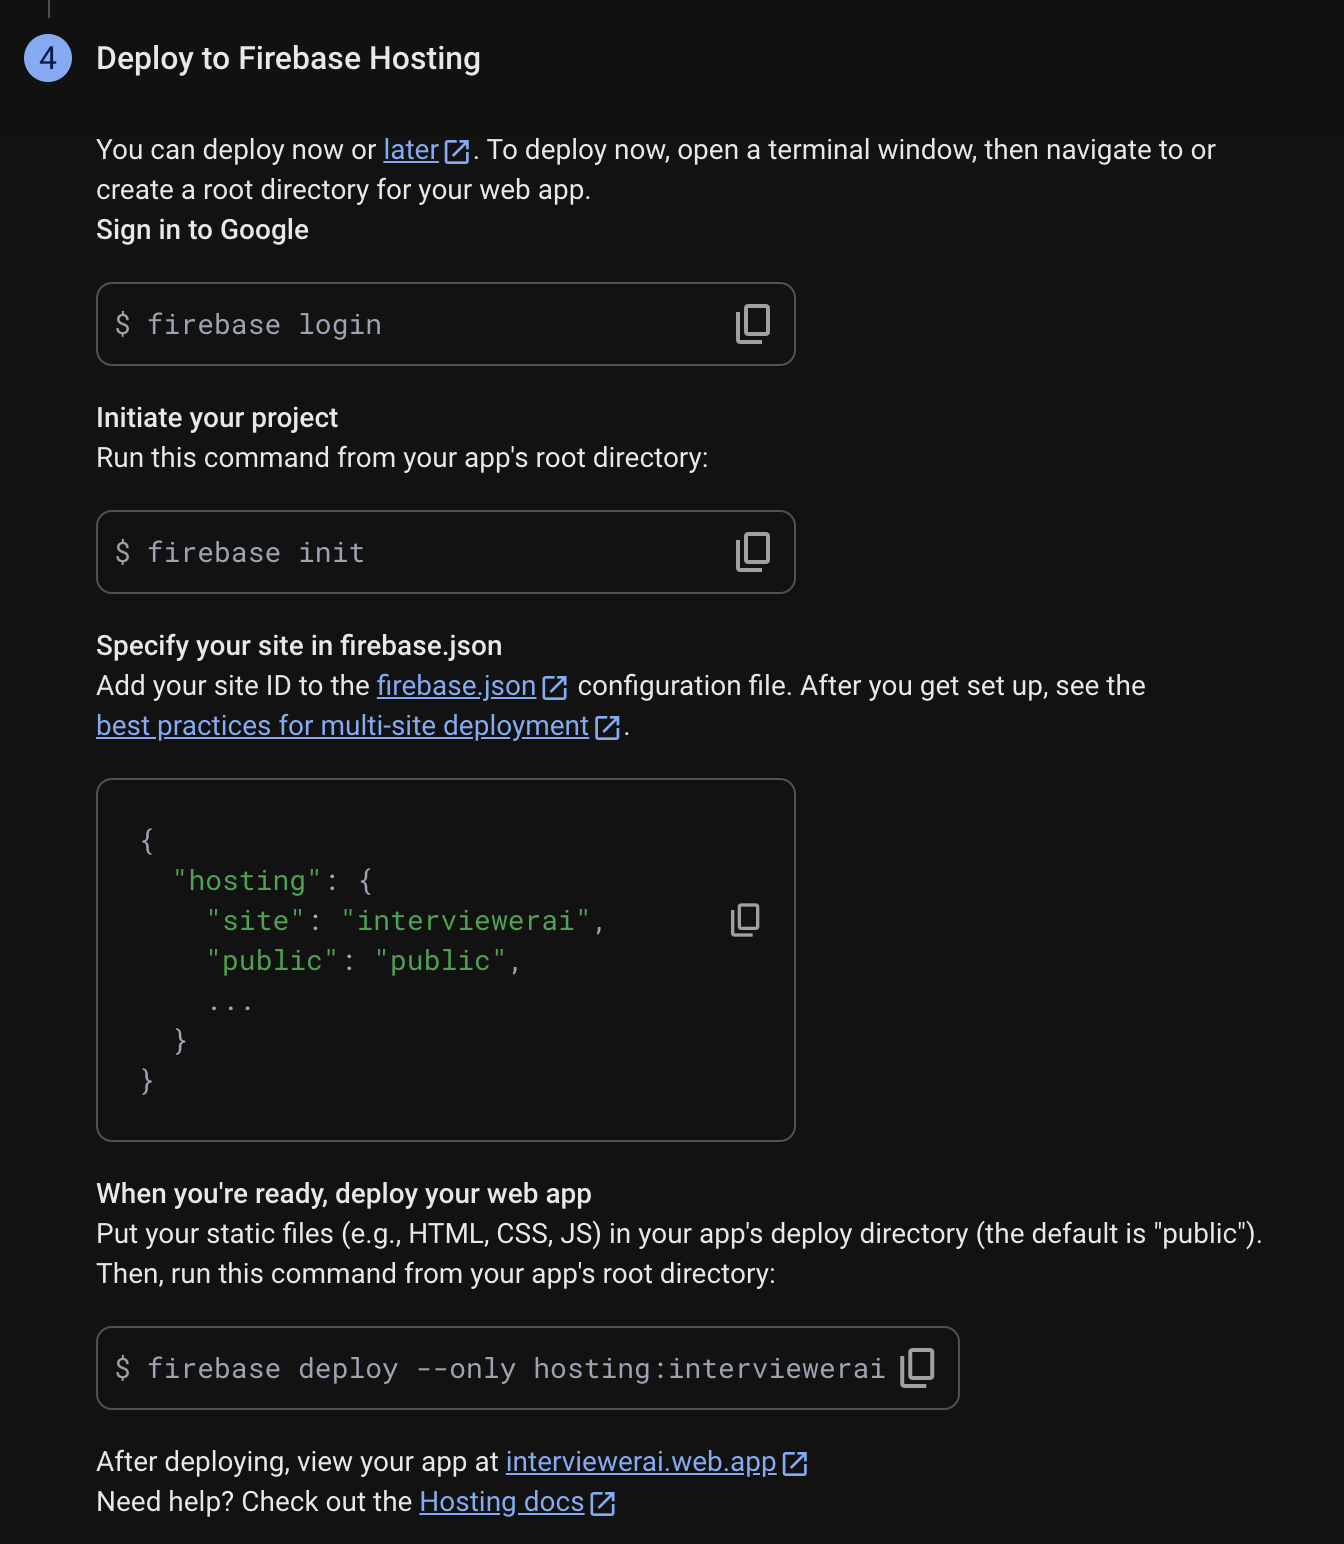 4
Deploy to Firebase Hosting
You can deploy now or later. To deploy now, open a terminal window, then navigate to or
create a root directory for your web app.
Sign in to Google
$ firebase login
Initiate your project
Run this command from your app's root directory:
$ firebase init
Specify your site in firebase.json
Add your site ID to the firebase.json configuration file. After you get set up, see the
best practices for multi-site deployment.
{
  "hosting": {
    "site": "interviewerai",
    "public": "public",
    ...
  }
}
When you're ready, deploy your web app
Put your static files (e.g., HTML, CSS, JS) in your app's deploy directory (the default is "public").
Then, run this command from your app's root directory:
$ firebase deploy --only hosting:interviewerai
After deploying, view your app at interviewerai.web.app
Need help? Check out the Hosting docs